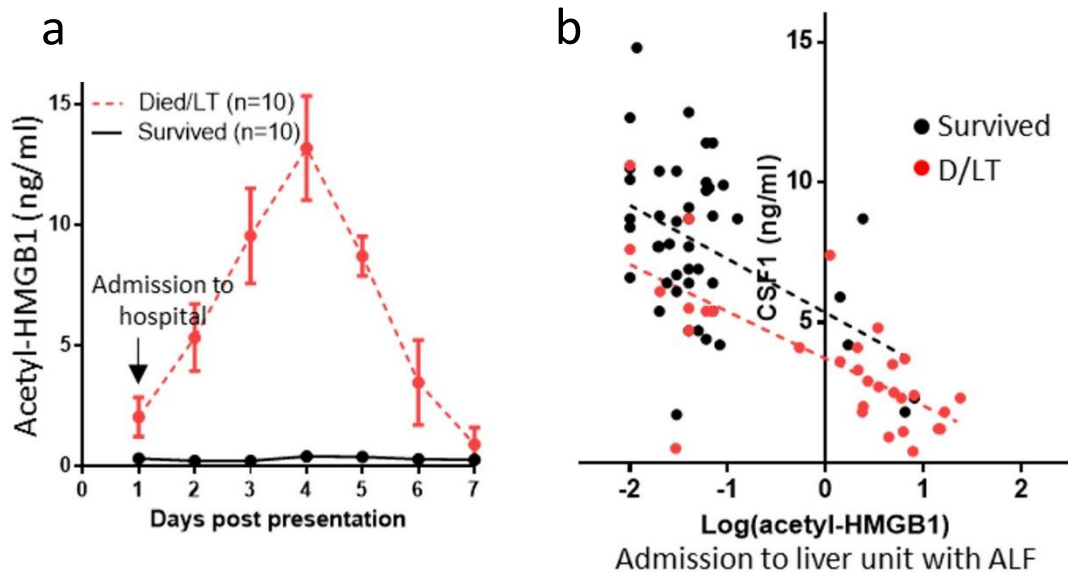 a
Acetyl-HMGB1 (ng/ml)
15
10
5
0
Died/LT (n=10)
Survived (n=10)
Admission to
hospital
0 1 2 3 4 5 6 7
Days post presentation
b
CSF1 (ng/ml)
15
10
5
Survived
D/LT
-2 -1 0 1 2
Log(acetyl-HMGB1)
Admission to liver unit with ALF